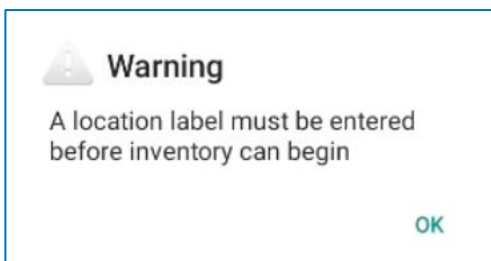 Warning
A location label must be entered
before inventory can begin
OK